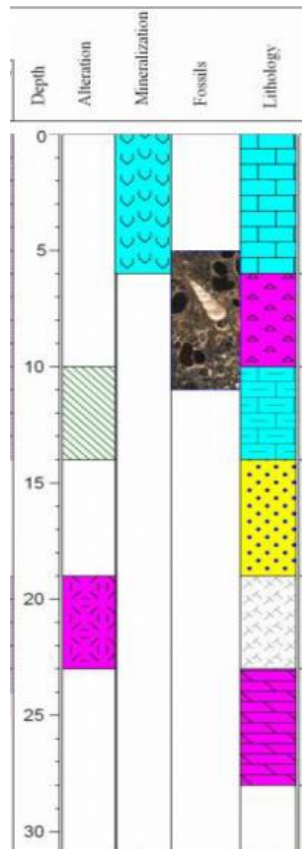 Depth
Alteration
Mineralization
Fossils
Lithology
0
5
10
15
20
25
30